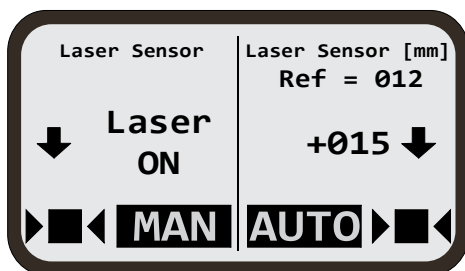 Laser Sensor
Laser
ON
MAN
Laser Sensor [mm]
Ref = 012
+015
AUTO